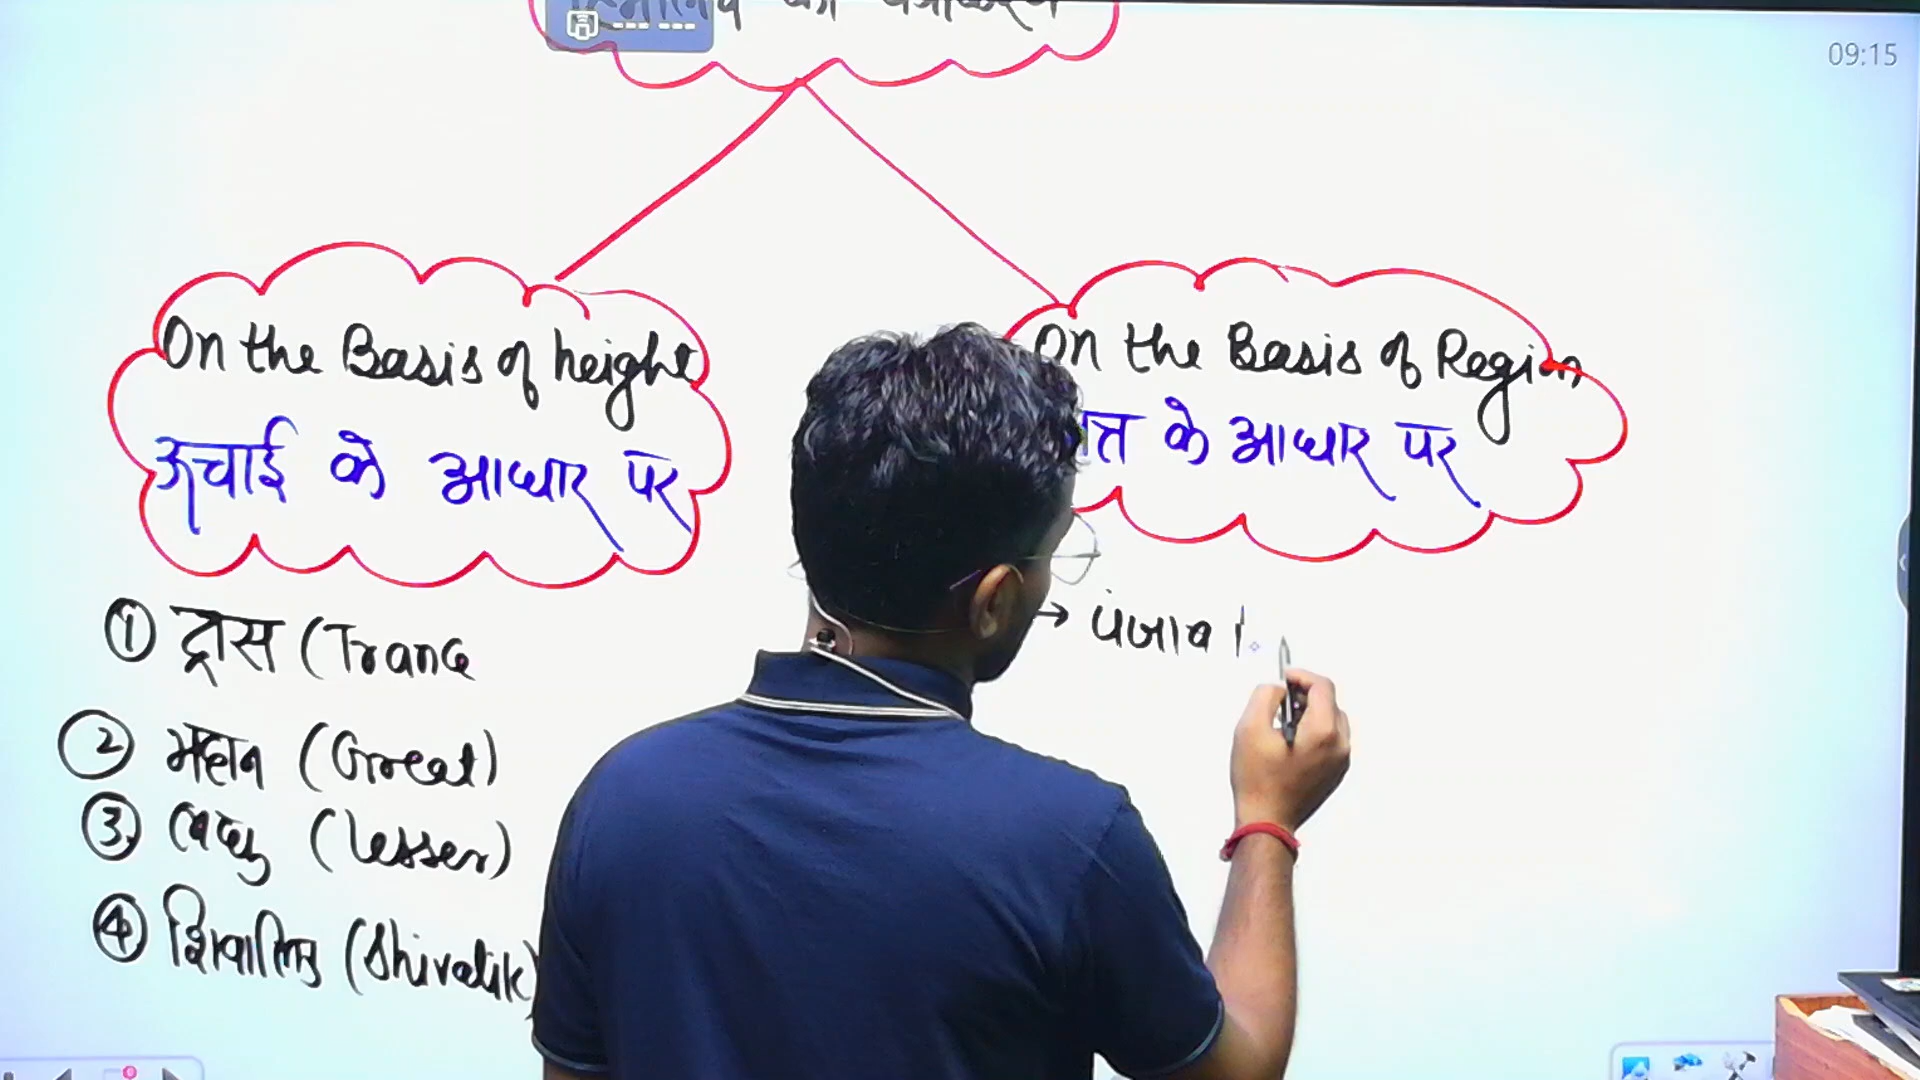 09:15
On the Basis of height
ऊचाई के आधार पर
On the Basis of Region
के आधार पर
① ट्रास (Trans
② महान (Great)
③ लघु (Lesser)
④ शिवालिक (Shivalik)
→ पंजाब